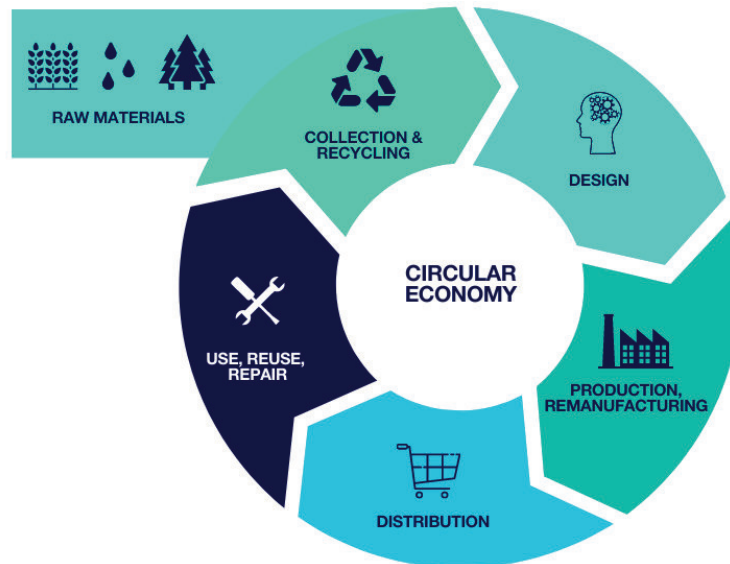 RAW MATERIALS
COLLECTION &
RECYCLING
DESIGN
CIRCULAR
ECONOMY
PRODUCTION,
REMANUFACTURING
DISTRIBUTION
USE, REUSE,
REPAIR